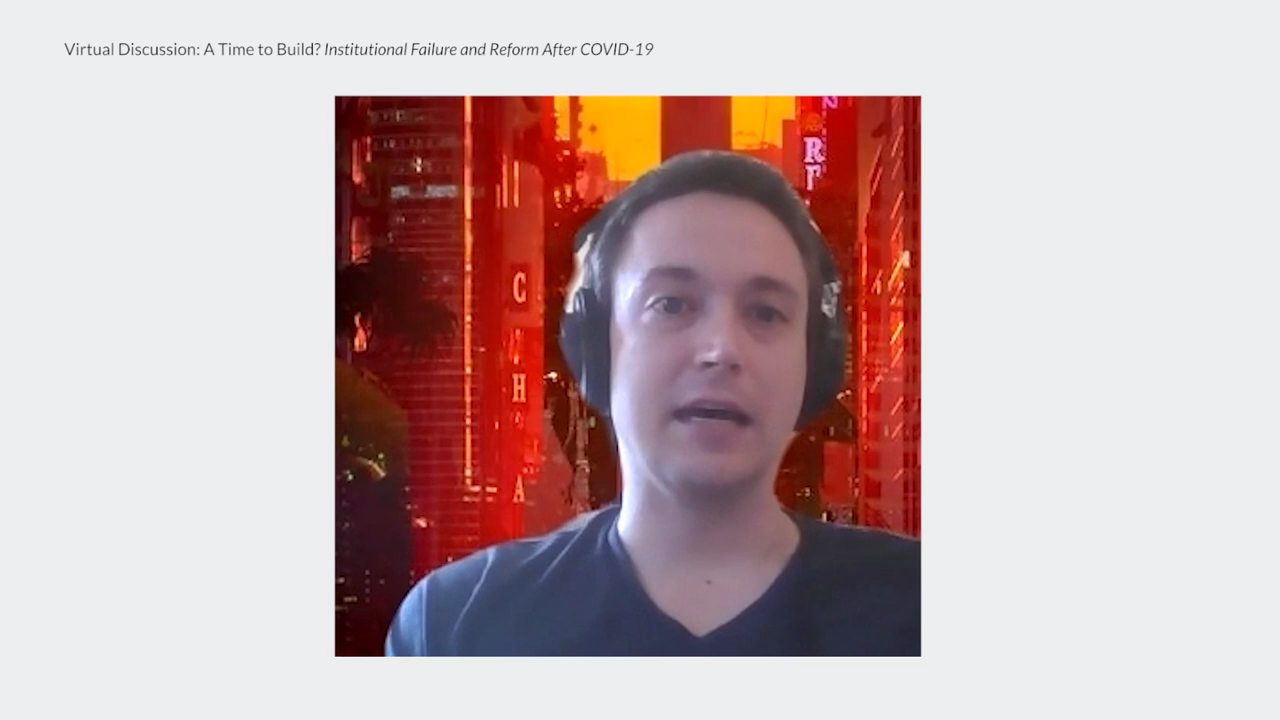 Virtual Discussion: A Time to Build? Institutional Failure and Reform After COVID-19
C
H
A
R